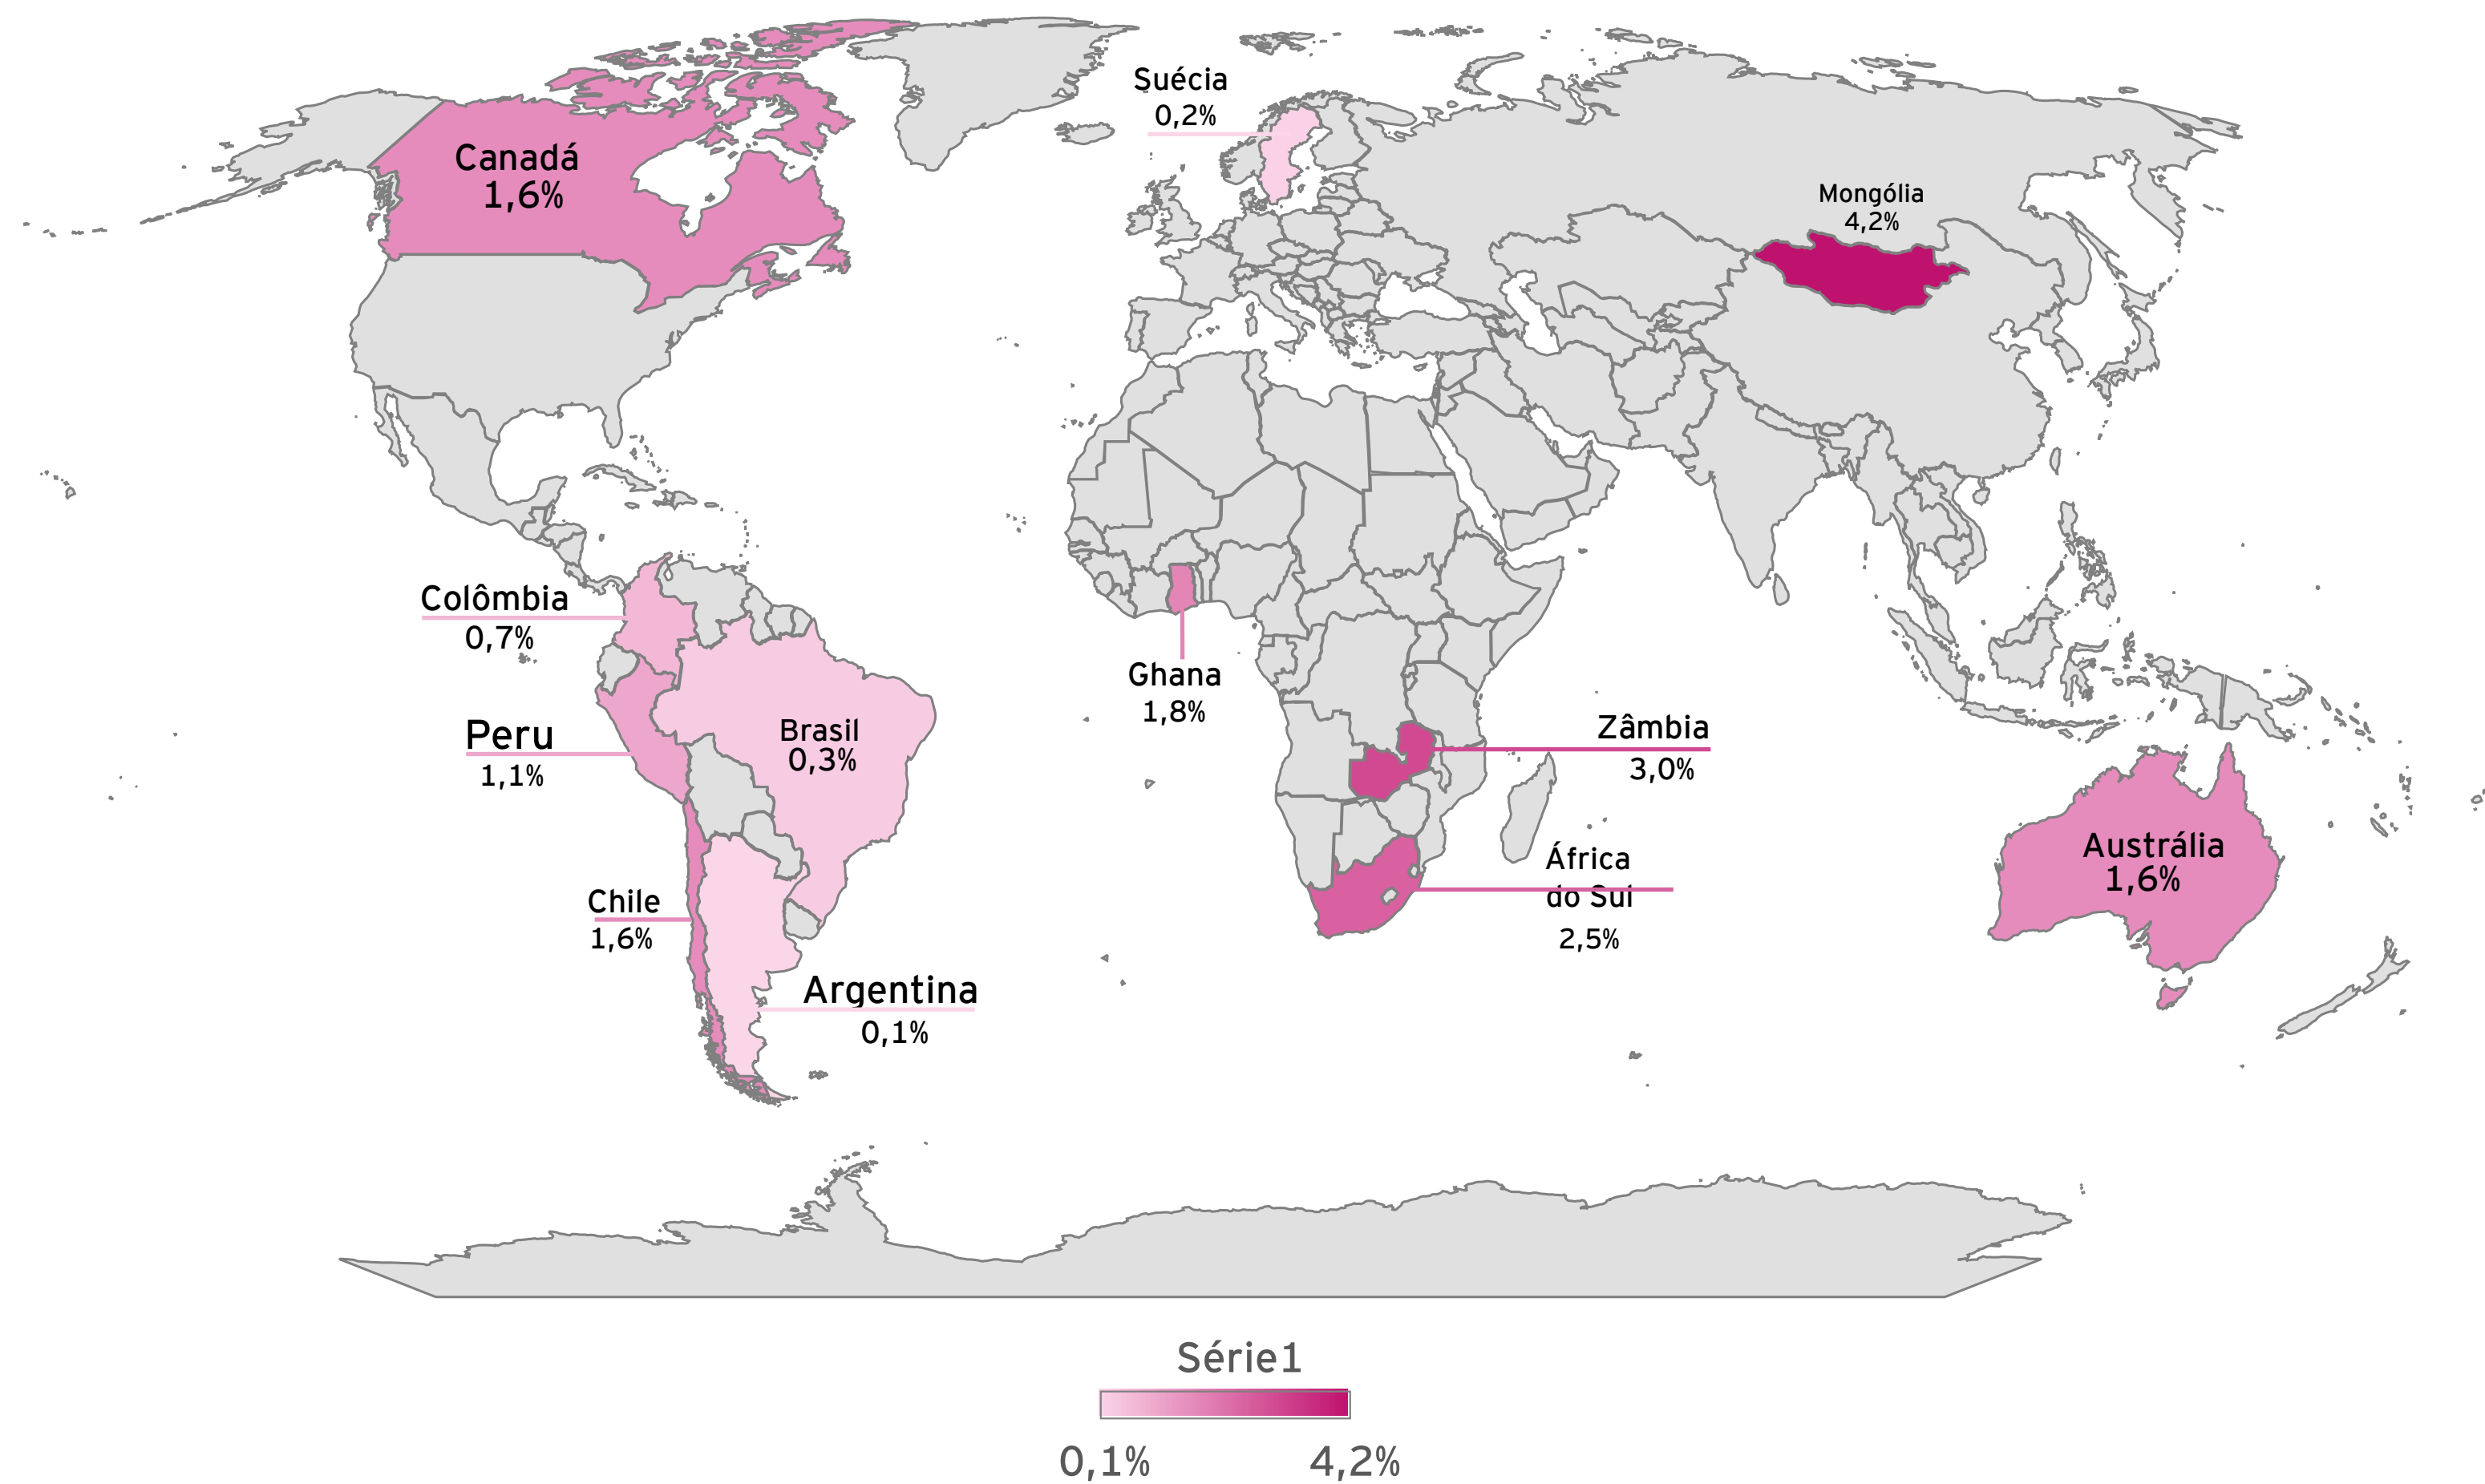 Suécia
0,2%
Canadá
1,6%
Mongólia
4,2%
Colômbia
0,7%
Ghana
1,8%
Peru
1,1%
Brasil
0,3%
Zâmbia
3,0%
África
do Sul
2,5%
Austrália
1,6%
Chile
1,6%
Argentina
0,1%
Série1
0,1% 4,2%